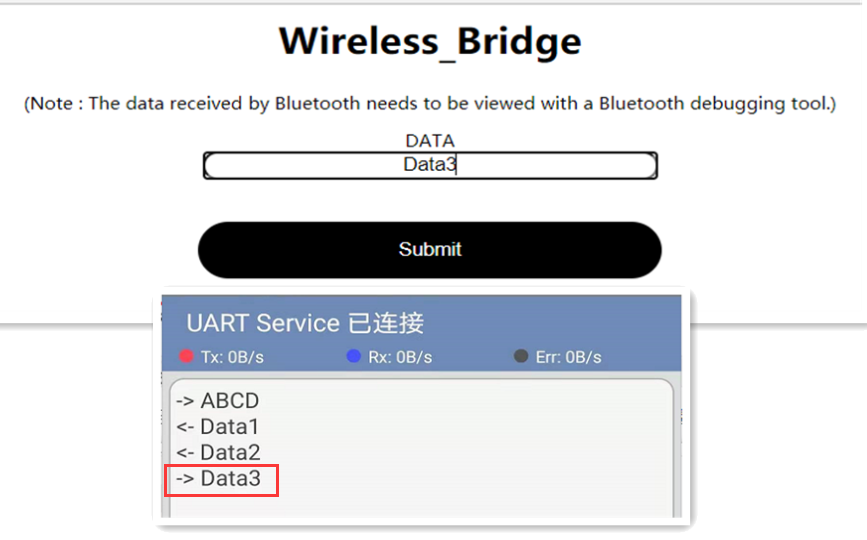 Wireless_Bridge
(Note : The data received by Bluetooth needs to be viewed with a Bluetooth debugging tool.)
DATA
Data3
Submit
UART Service 已连接
Tx: 0B/s Rx: 0B/s Err: 0B/s
-> ABCD
<- Data1
<- Data2
-> Data3